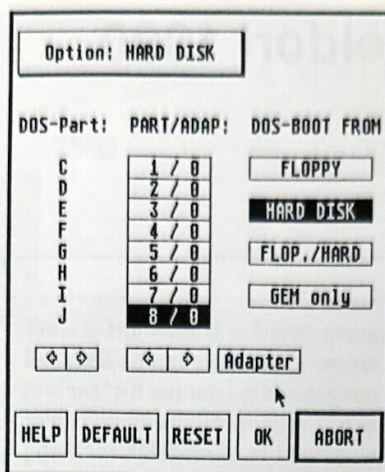 eldor
Option: HARD DISK
DOS-Part: PART/ADAP: DOS-BOOT FROM
C 1 / 0 FLOPPY
D 2 / 0
E 3 / 0 HARD DISK
F 4 / 0
G 5 / 0 FLOP./HARD
H 6 / 0
I 7 / 0 GEM only
J 8 / 0
Adapter
HELP DEFAULT RESET OK ABORT